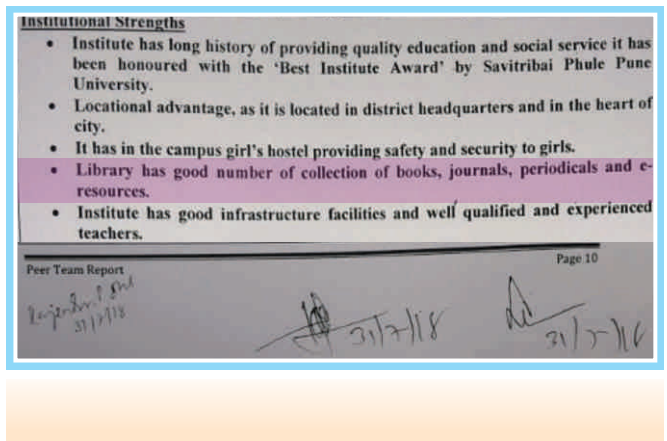 Institutional Strengths
• Institute has long history of providing quality education and social service it has
been honoured with the 'Best Institute Award' by Savitribai Phule Pune
University.
• Locational advantage, as it is located in district headquarters and in the heart of
city.
• It has in the campus girl's hostel providing safety and security to girls.
• Library has good number of collection of books, journals, periodicals and e-
resources.
• Institute has good infrastructure facilities and well qualified and experienced
teachers.
Peer Team Report
Page 10
31/7/18
31/7/18